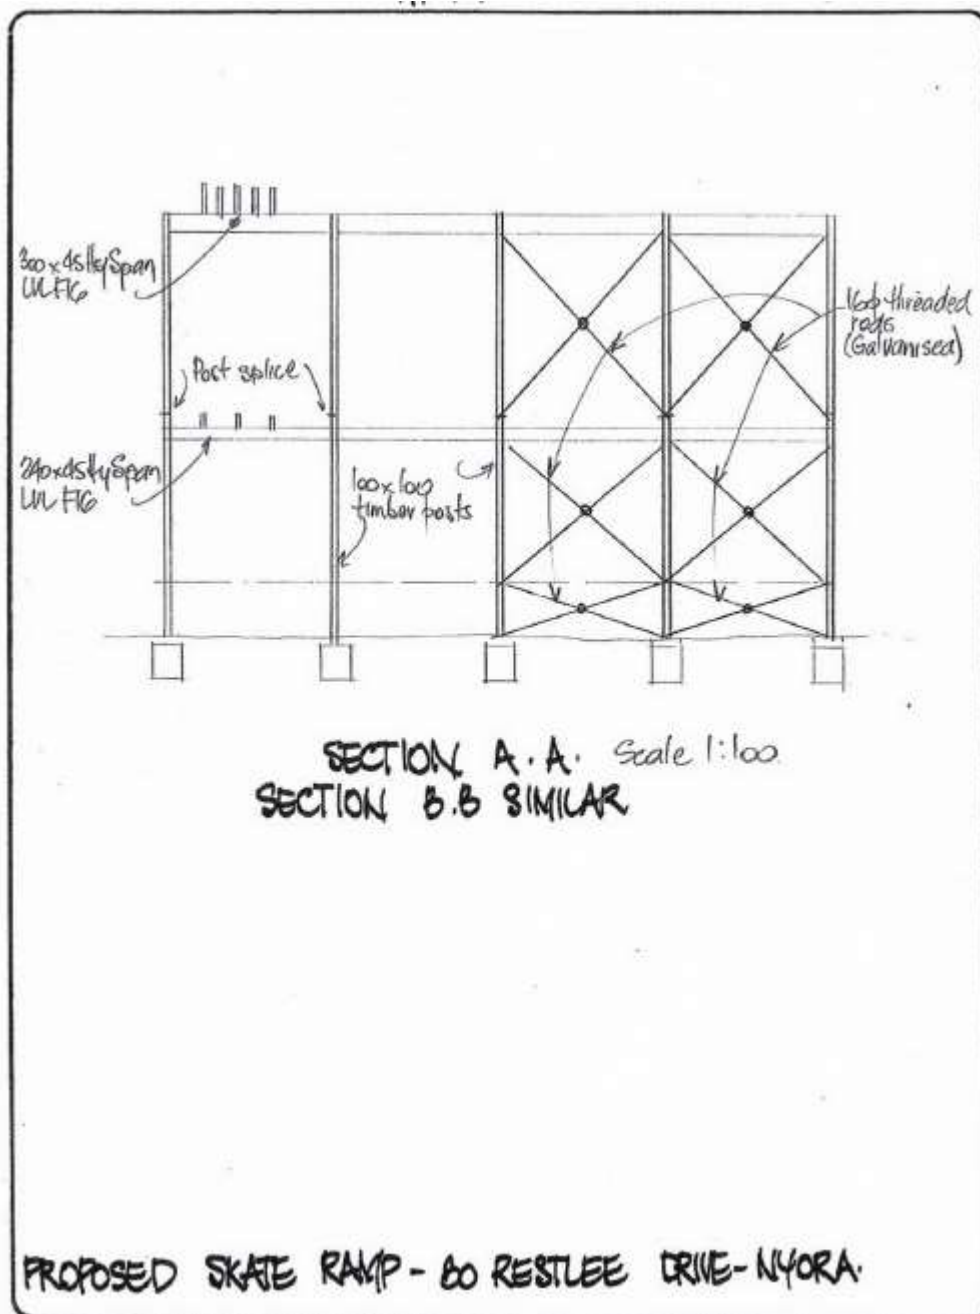 300x45 HySpan
LVL F16
Post splice
240x45 HySpan
LVL F16
100x100
timber posts
16ϕ threaded
rods
(Galvanised)
SECTION A.A. Scale 1:100
SECTION B.B SIMILAR
PROPOSED SKATE RAMP - 80 RESTLEE DRIVE - NYORA.